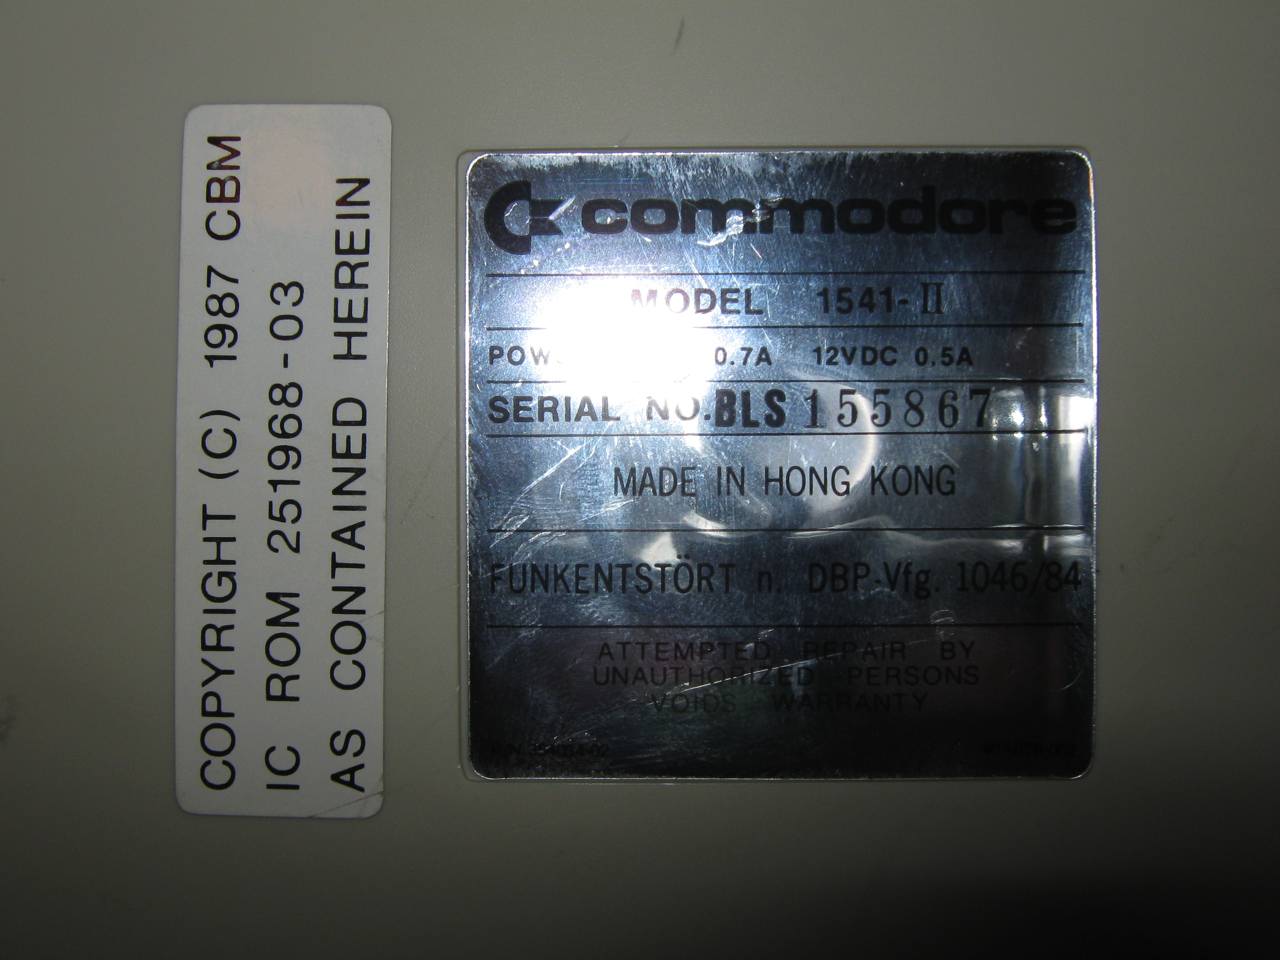 COPYRIGHT (C) 1987 CBM
IC ROM 251968-03
AS CONTAINED HEREIN
commodore
MODEL 1541-II
0.7A 12VDC 0.5A
SERIAL NO. BLS 155867
MADE IN HONG KONG
FUNKENTSTÖRT n. DBP-Vfg. 1046/84
ATTEMPTED REPAIR BY
UNAUTHORIZED PERSONS
VOIDS WARRANTY